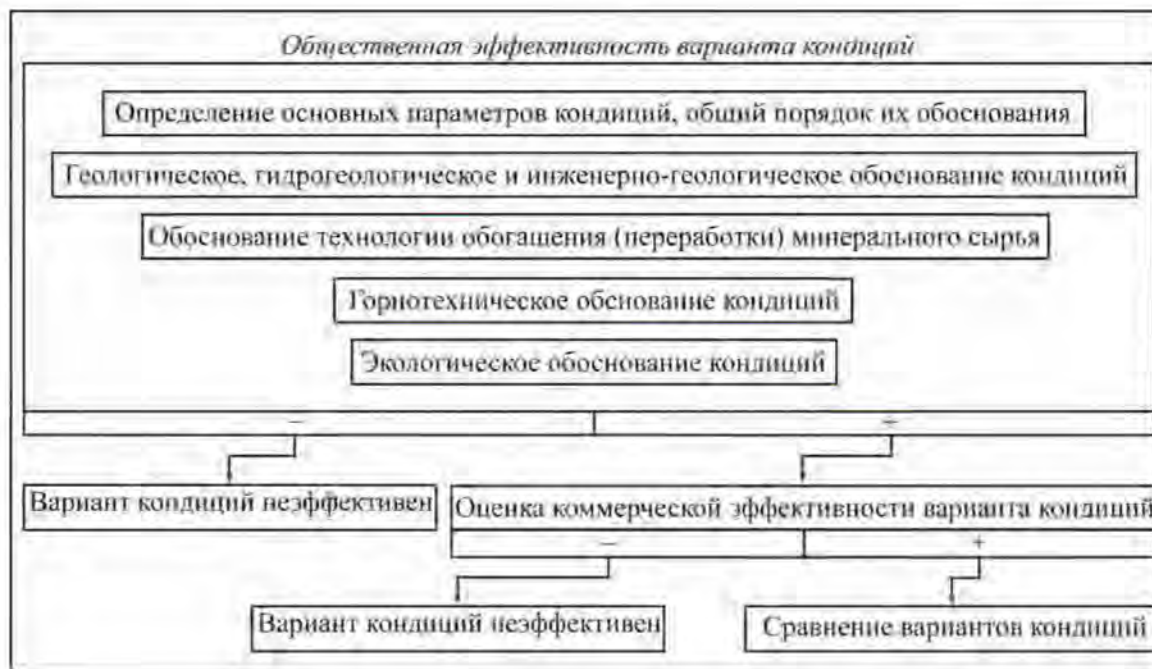 Общественная эффективность варианта кондиций
Определение основных параметров кондиций, общий порядок их обоснования
Геологическое, гидрогеологическое и инженерно-геологическое обоснование кондиций
Обоснование технологии обогащения (переработки) минерального сырья
Горнотехническое обснование кондиций
Экологическое обоснование кондиций
– +
Вариант кондиций неэффективен Оценка коммерческой эффективности варианта кондиций
– +
Вариант кондиций неэффективен Сравнение вариантов кондиций